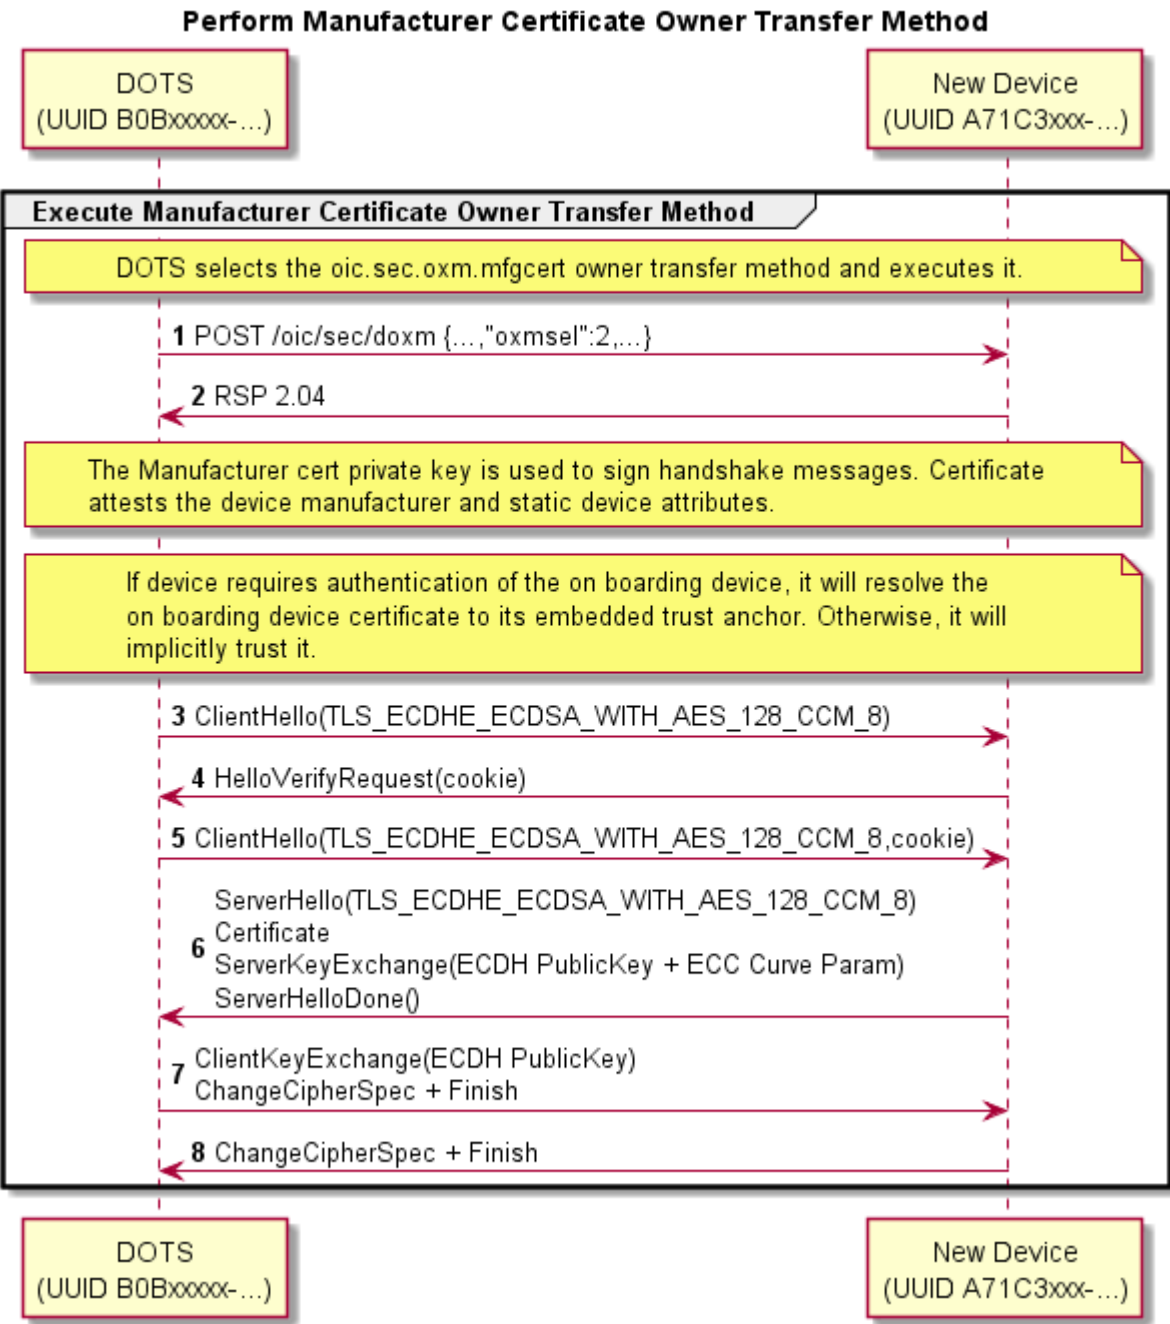 Perform Manufacturer Certificate Owner Transfer Method
DOTS
(UUID B0Bxxxxx-...)
New Device
(UUID A71C3xxx-...)
Execute Manufacturer Certificate Owner Transfer Method
DOTS selects the oic.sec.oxm.mfgcert owner transfer method and executes it.
1 POST /oic/sec/doxm {...,"oxmsel":2,...}
2 RSP 2.04
The Manufacturer cert private key is used to sign handshake messages. Certificate
attests the device manufacturer and static device attributes.
If device requires authentication of the on boarding device, it will resolve the
on boarding device certificate to its embedded trust anchor. Otherwise, it will
implicitly trust it.
3 ClientHello(TLS_ECDHE_ECDSA_WITH_AES_128_CCM_8)
4 HelloVerifyRequest(cookie)
5 ClientHello(TLS_ECDHE_ECDSA_WITH_AES_128_CCM_8,cookie)
ServerHello(TLS_ECDHE_ECDSA_WITH_AES_128_CCM_8)
Certificate
6
ServerKeyExchange(ECDH PublicKey + ECC Curve Param)
ServerHelloDone()
7
ClientKeyExchange(ECDH PublicKey)
ChangeCipherSpec + Finish
8 ChangeCipherSpec + Finish
DOTS
(UUID B0Bxxxxx-...)
New Device
(UUID A71C3xxx-...)